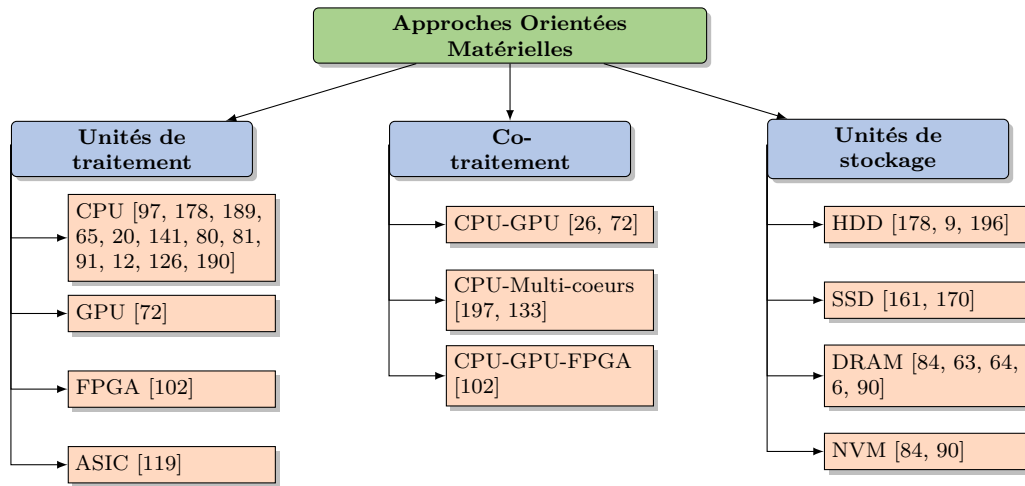 Approches Orientées
Matérielles
Unités de
traitement
CPU [97, 178, 189,
65, 20, 141, 80, 81,
91, 12, 126, 190]
GPU [72]
FPGA [102]
ASIC [119]
Co-
traitement
CPU-GPU [26, 72]
CPU-Multi-coeurs
[197, 133]
CPU-GPU-FPGA
[102]
Unités de
stockage
HDD [178, 9, 196]
SSD [161, 170]
DRAM [84, 63, 64,
6, 90]
NVM [84, 90]